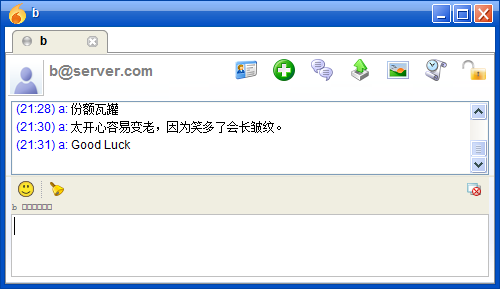 b
b
b@server.com
(21:28) a: 份额瓦罐
(21:30) a: 太开心容易变老，因为笑多了会长皱纹。
(21:31) a: Good Luck
b □□□□□□